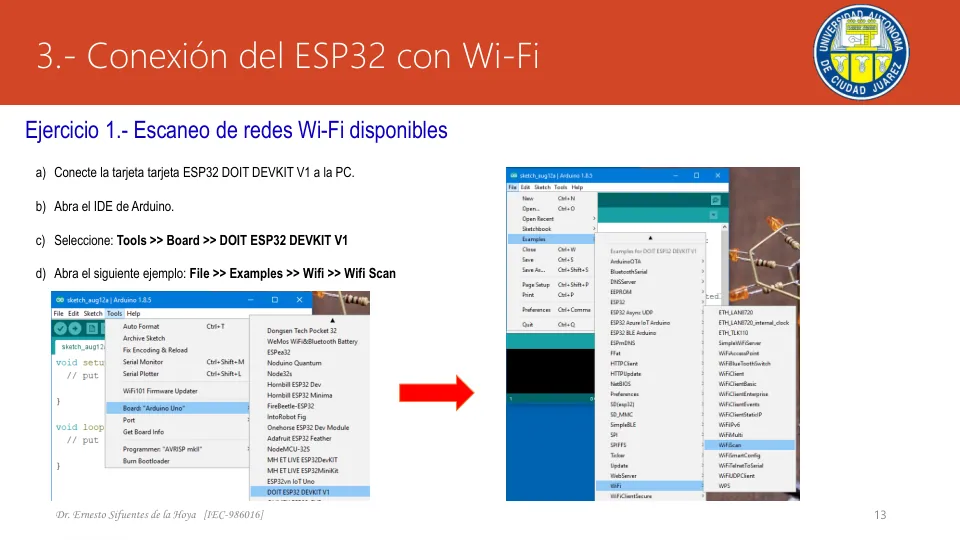 3.- Conexión del ESP32 con Wi-Fi
UNIVERSIDAD AUTONOMA
DE CIUDAD JUAREZ
Ejercicio 1.- Escaneo de redes Wi-Fi disponibles
a) Conecte la tarjeta tarjeta ESP32 DOIT DEVKIT V1 a la PC.
b) Abra el IDE de Arduino.
c) Seleccione: Tools >> Board >> DOIT ESP32 DEVKIT V1
d) Abra el siguiente ejemplo: File >> Examples >> Wifi >> Wifi Scan
sketch_aug12a | Arduino 1.8.5
File Edit Sketch Tools Help
sketch_aug12a
void setu
// put
}
void loop
// put
}
Auto Format Ctrl+T
Archive Sketch
Fix Encoding & Reload
Serial Monitor Ctrl+Shift+M
Serial Plotter Ctrl+Shift+L
WiFi101 Firmware Updater
Board: "Arduino Uno"
Port
Get Board Info
Programmer: "AVRISP mkII"
Burn Bootloader
Dongsen Tech Pocket 32
WeMos WiFi&Bluetooth Battery
ESPea32
Noduino Quantum
Node32s
Hornbill ESP32 Dev
Hornbill ESP32 Minima
FireBeetle-ESP32
IntoRobot Fig
Onehorse ESP32 Dev Module
Adafruit ESP32 Feather
NodeMCU-32S
MH ET LIVE ESP32DevKIT
MH ET LIVE ESP32MiniKit
ESP32vn IoT Uno
DOIT ESP32 DEVKIT V1
sketch_aug12a | Arduino 1.8.5
File Edit Sketch Tools Help
New Ctrl+N
Open... Ctrl+O
Open Recent
Sketchbook
Examples
Close Ctrl+W
Save Ctrl+S
Save As... Ctrl+Shift+S
Page Setup Ctrl+Shift+P
Print Ctrl+P
Preferences Ctrl+Comma
Quit Ctrl+Q
1
Examples for DOIT ESP32 DEVKIT V1
ArduinoOTA
BluetoothSerial
DNSServer
EEPROM
ESP32
ESP32 Async UDP
ESP32 Azure IoT Arduino
ESP32 BLE Arduino
ESPmDNS
FFat
HTTPClient
HTTPUpdate
NetBIOS
Preferences
SD(esp32)
SD_MMC
SimpleBLE
SPI
SPIFFS
Ticker
Update
WebServer
WiFi
WiFiClientSecure
ETH_LAN8720
ETH_LAN8720_internal_clock
ETH_TLK110
SimpleWiFiServer
WiFiAccessPoint
WiFiBlueToothSwitch
WiFiClient
WiFiClientBasic
WiFiClientEnterprise
WiFiClientEvents
WiFiClientStaticIP
WiFiIPv6
WiFiMulti
WiFiScan
WiFiSmartConfig
WiFiTelnetToSerial
WiFiUDPClient
WPS
Dr. Ernesto Sifuentes de la Hoya [IEC-986016]
13